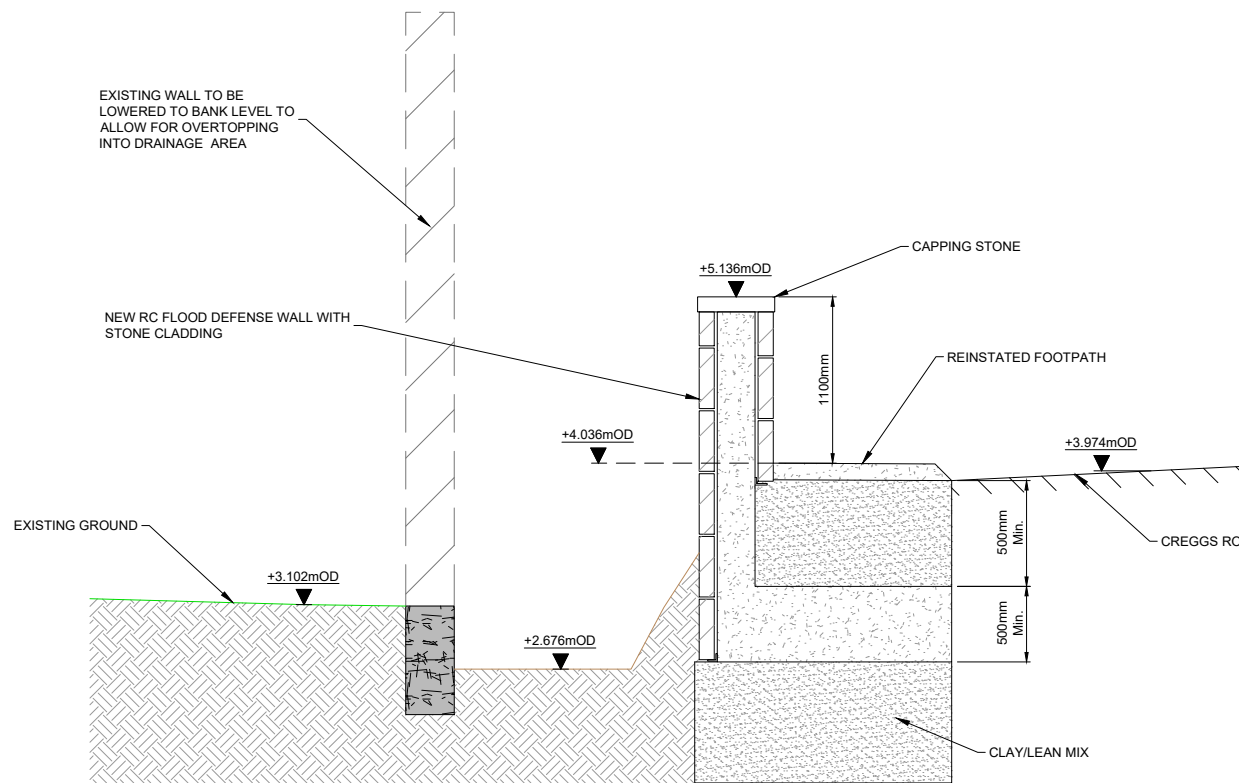 EXISTING WALL TO BE
LOWERED TO BANK LEVEL TO
ALLOW FOR OVERTOPPING
INTO DRAINAGE AREA
CAPPING STONE
+5.136mOD
NEW RC FLOOD DEFENSE WALL WITH
STONE CLADDING
REINSTATED FOOTPATH
1100mm
+4.036mOD
+3.974mOD
EXISTING GROUND
500mm
Min.
CREGGS RO
+3.102mOD
500mm
Min.
+2.676mOD
CLAY/LEAN MIX